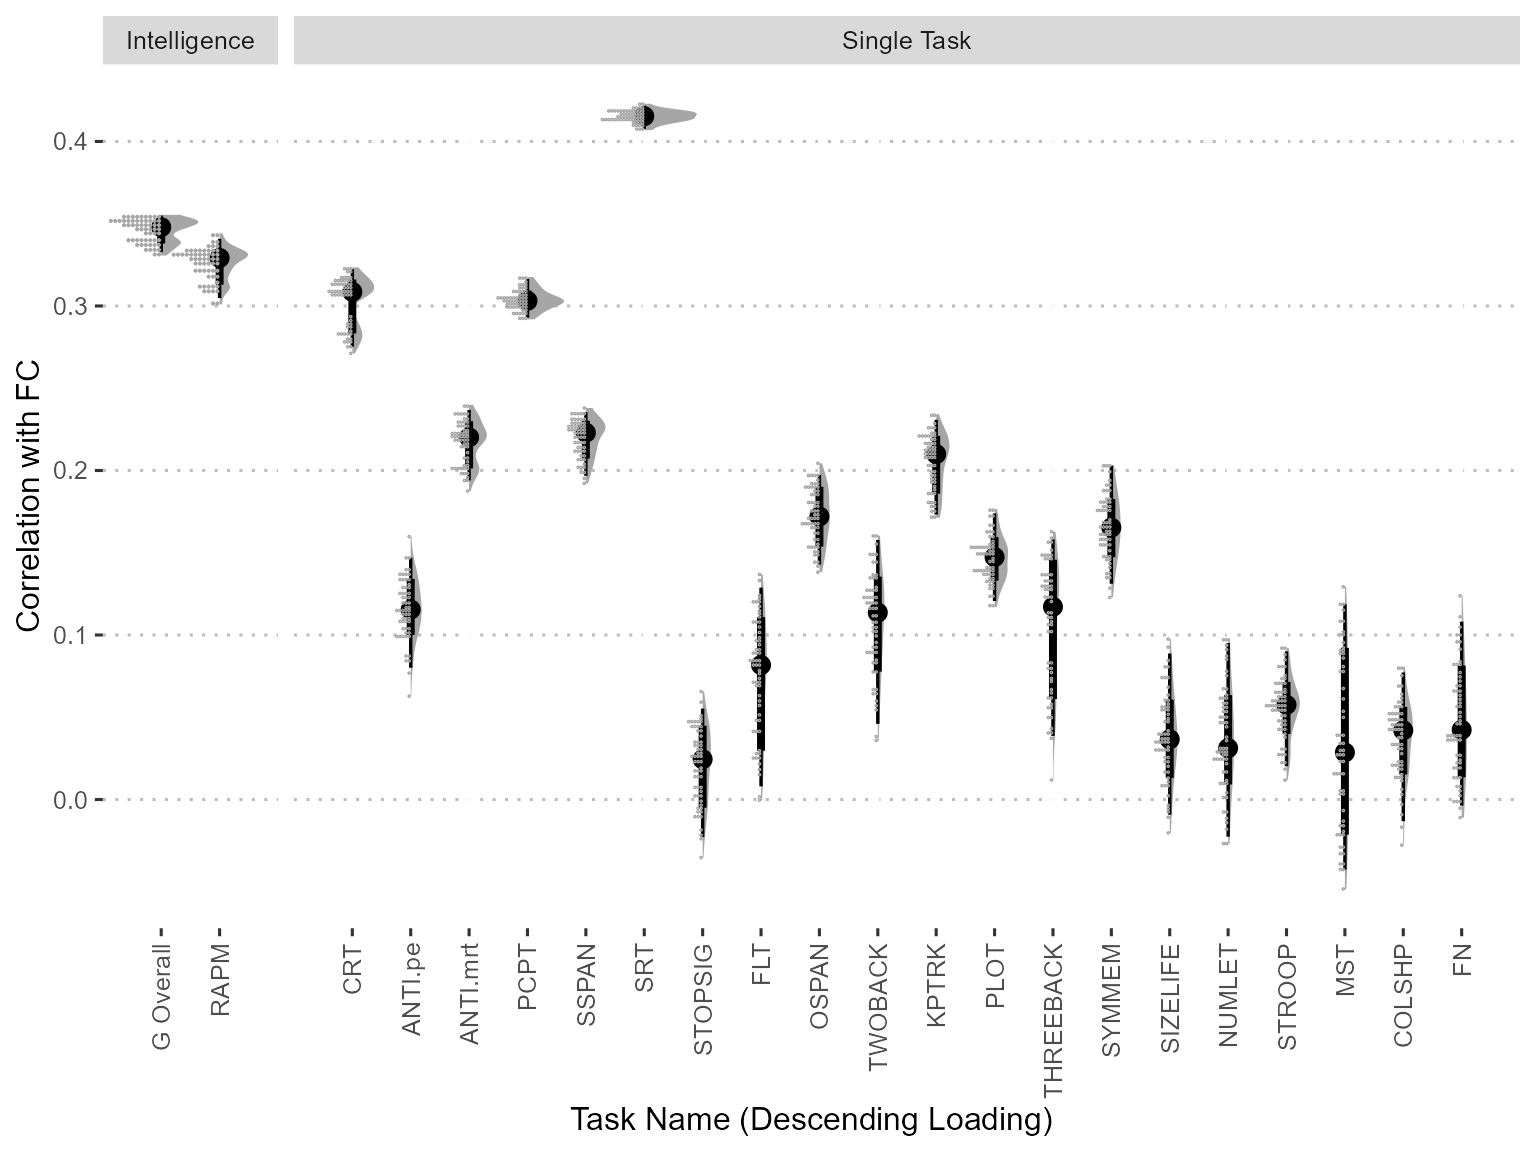 Intelligence
Single Task
Correlation with FC
0.4
0.3
0.2
0.1
0.0
G Overall
RAPM
CRT
ANTI.pe
ANTI.mrt
PCPT
SSPAN
SRT
STOPSIG
FLT
OSPAN
TWOBACK
KPTRK
PLOT
THREEBACK
SYMMEM
SIZELIFE
NUMLET
STROOP
MST
COLSHP
FN
Task Name (Descending Loading)